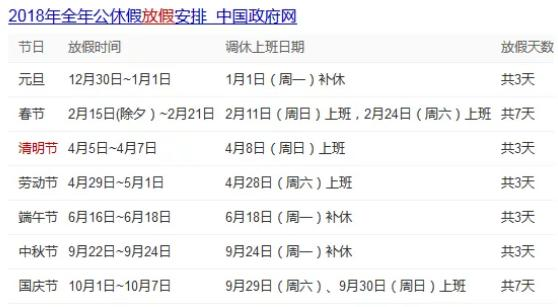 2018年全年公休假放假安排_中国政府网
节日 放假时间 调休上班日期 放假天数
元旦 12月30日~1月1日 1月1日（周一）补休 共3天
春节 2月15日(除夕）~2月21日 2月11日（周日）上班，2月24日（周六）上班 共7天
清明节 4月5日~4月7日 4月8日（周日）上班 共3天
劳动节 4月29日~5月1日 4月28日（周六）上班 共3天
端午节 6月16日~6月18日 6月18日（周一）补休 共3天
中秋节 9月22日~9月24日 9月24日（周一）补休 共3天
国庆节 10月1日~10月7日 9月29日（周六）、9月30日（周日）上班 共7天